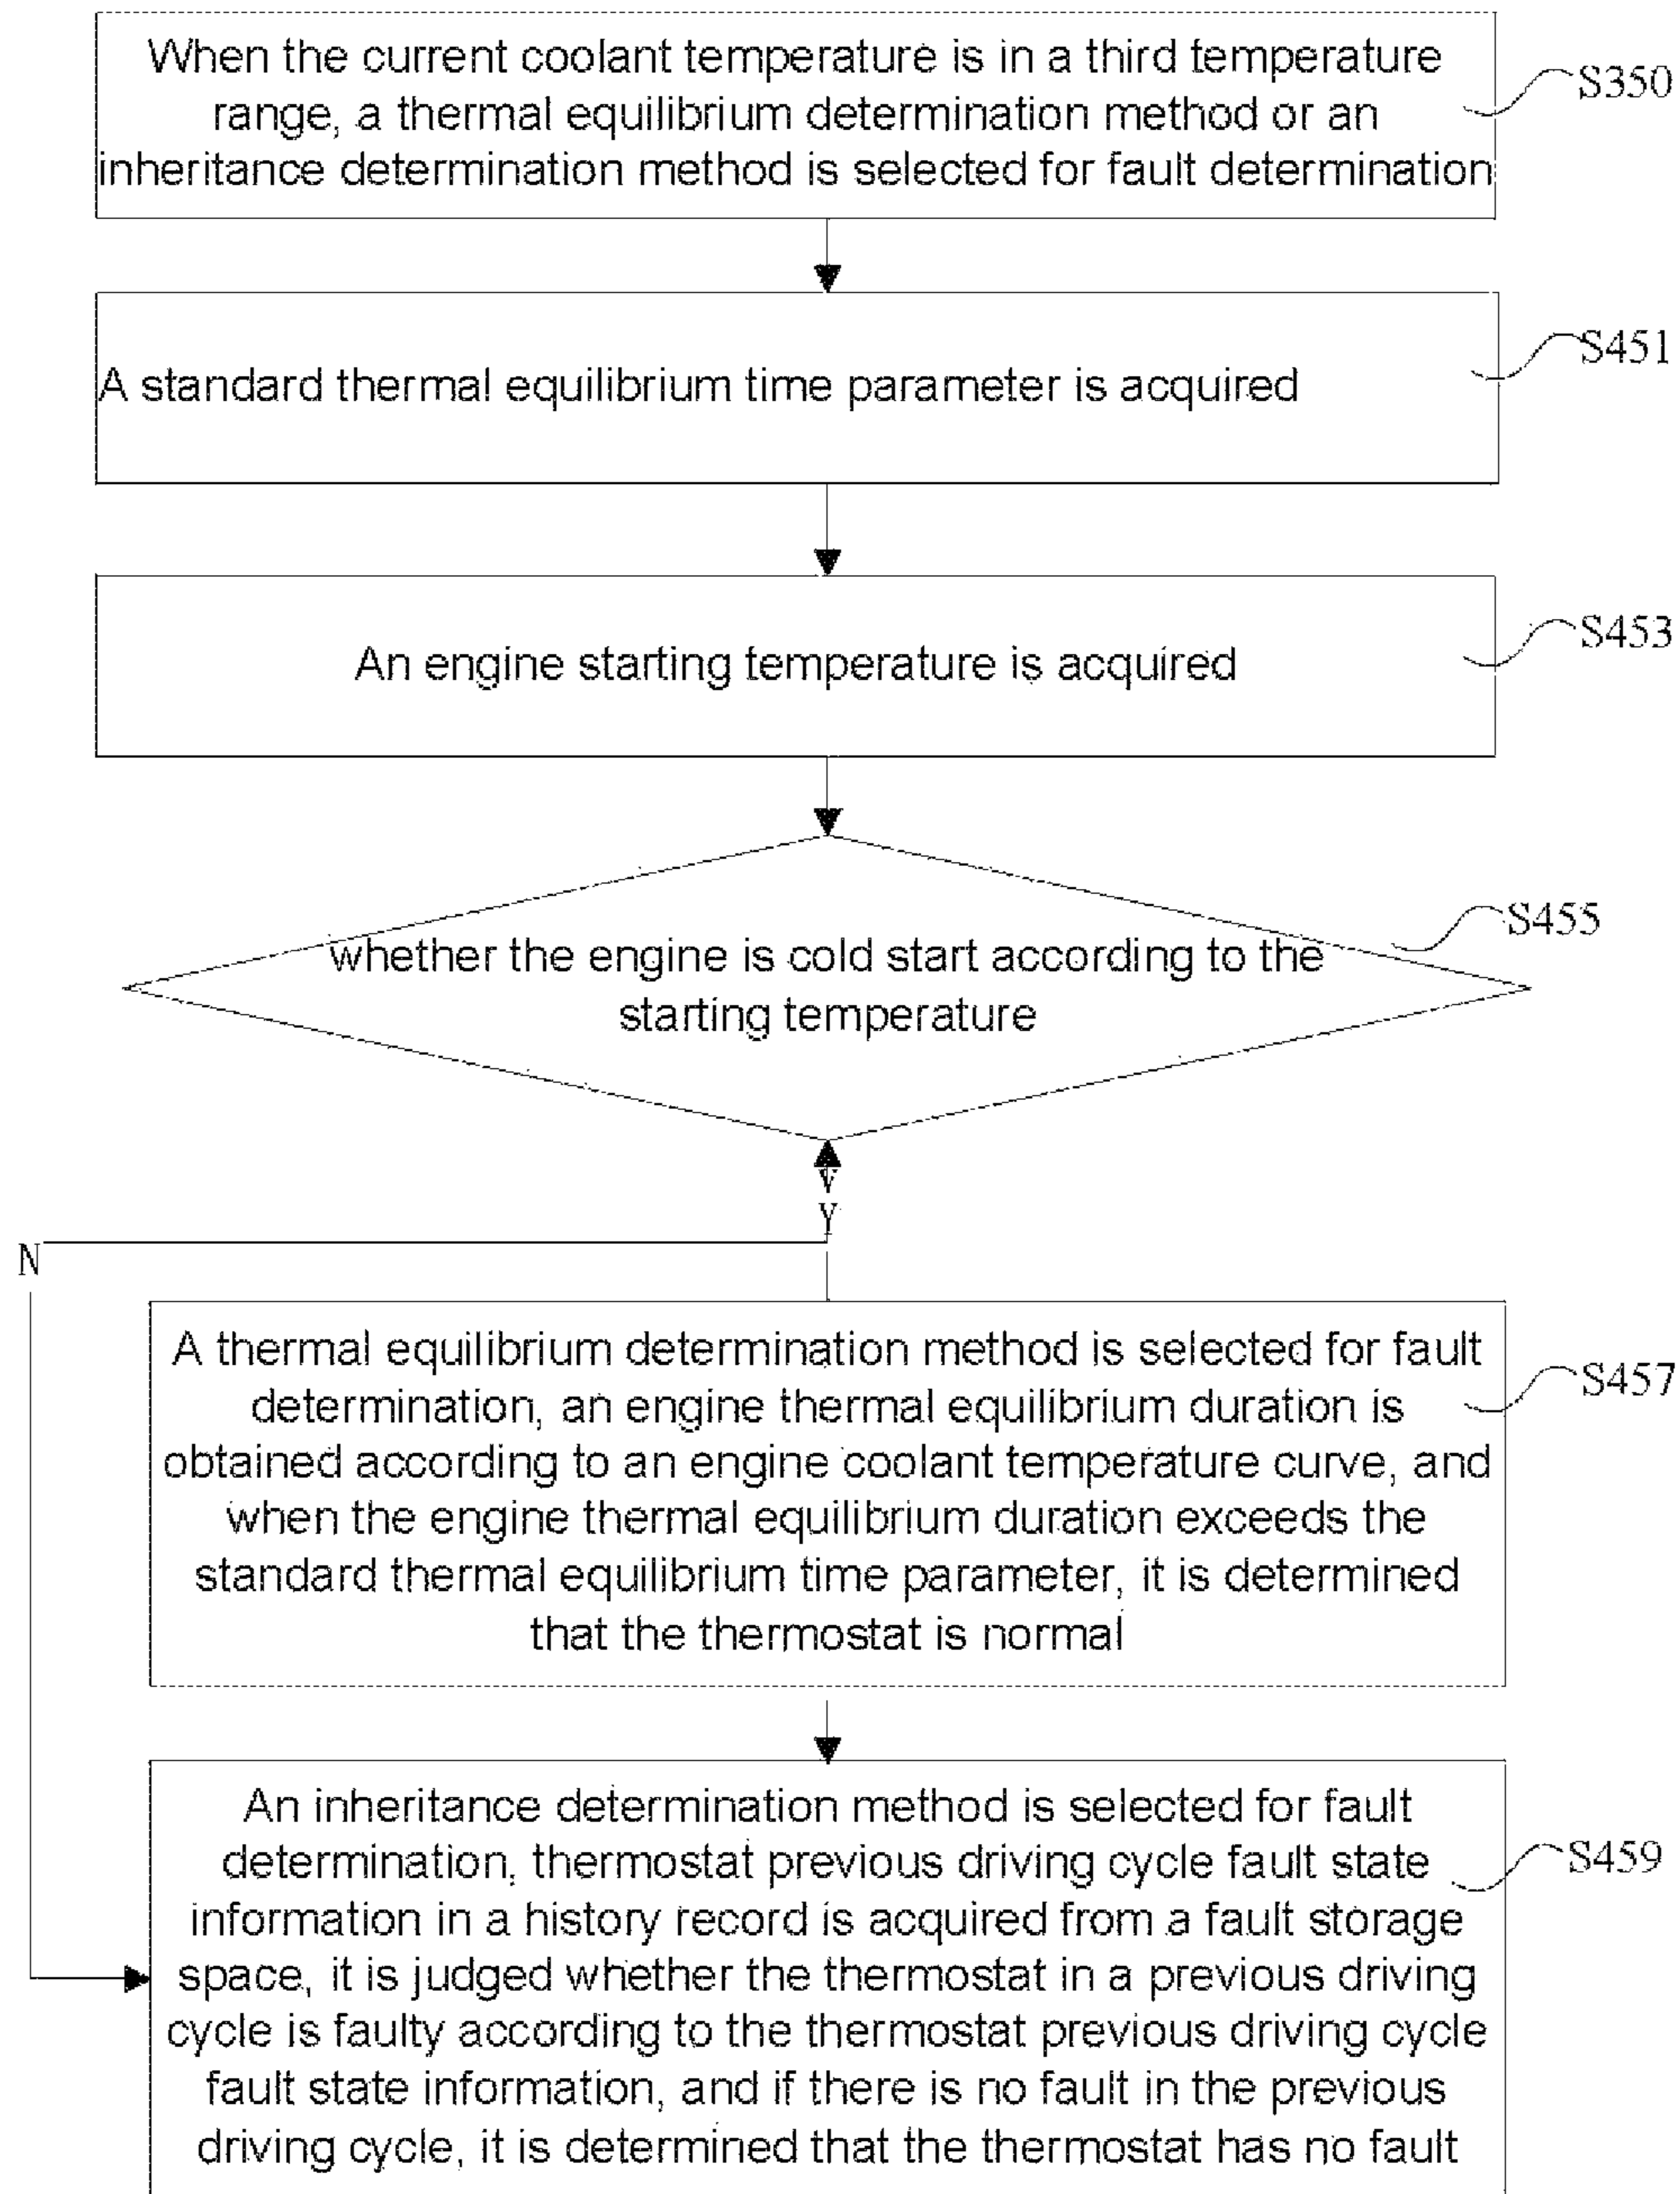 When the current coolant temperature is in a third temperature
range, a thermal equilibrium determination method or an
inheritance determination method is selected for fault determination
S350
A standard thermal equilibrium time parameter is acquired
S451
An engine starting temperature is acquired
S453
whether the engine is cold start according to the
starting temperature
S455
Y
N
A thermal equilibrium determination method is selected for fault
determination, an engine thermal equilibrium duration is
obtained according to an engine coolant temperature curve, and
when the engine thermal equilibrium duration exceeds the
standard thermal equilibrium time parameter, it is determined
that the thermostat is normal
S457
An inheritance determination method is selected for fault
determination, thermostat previous driving cycle fault state
information in a history record is acquired from a fault storage
space, it is judged whether the thermostat in a previous driving
cycle is faulty according to the thermostat previous driving cycle
fault state information, and if there is no fault in the previous
driving cycle, it is determined that the thermostat has no fault
S459